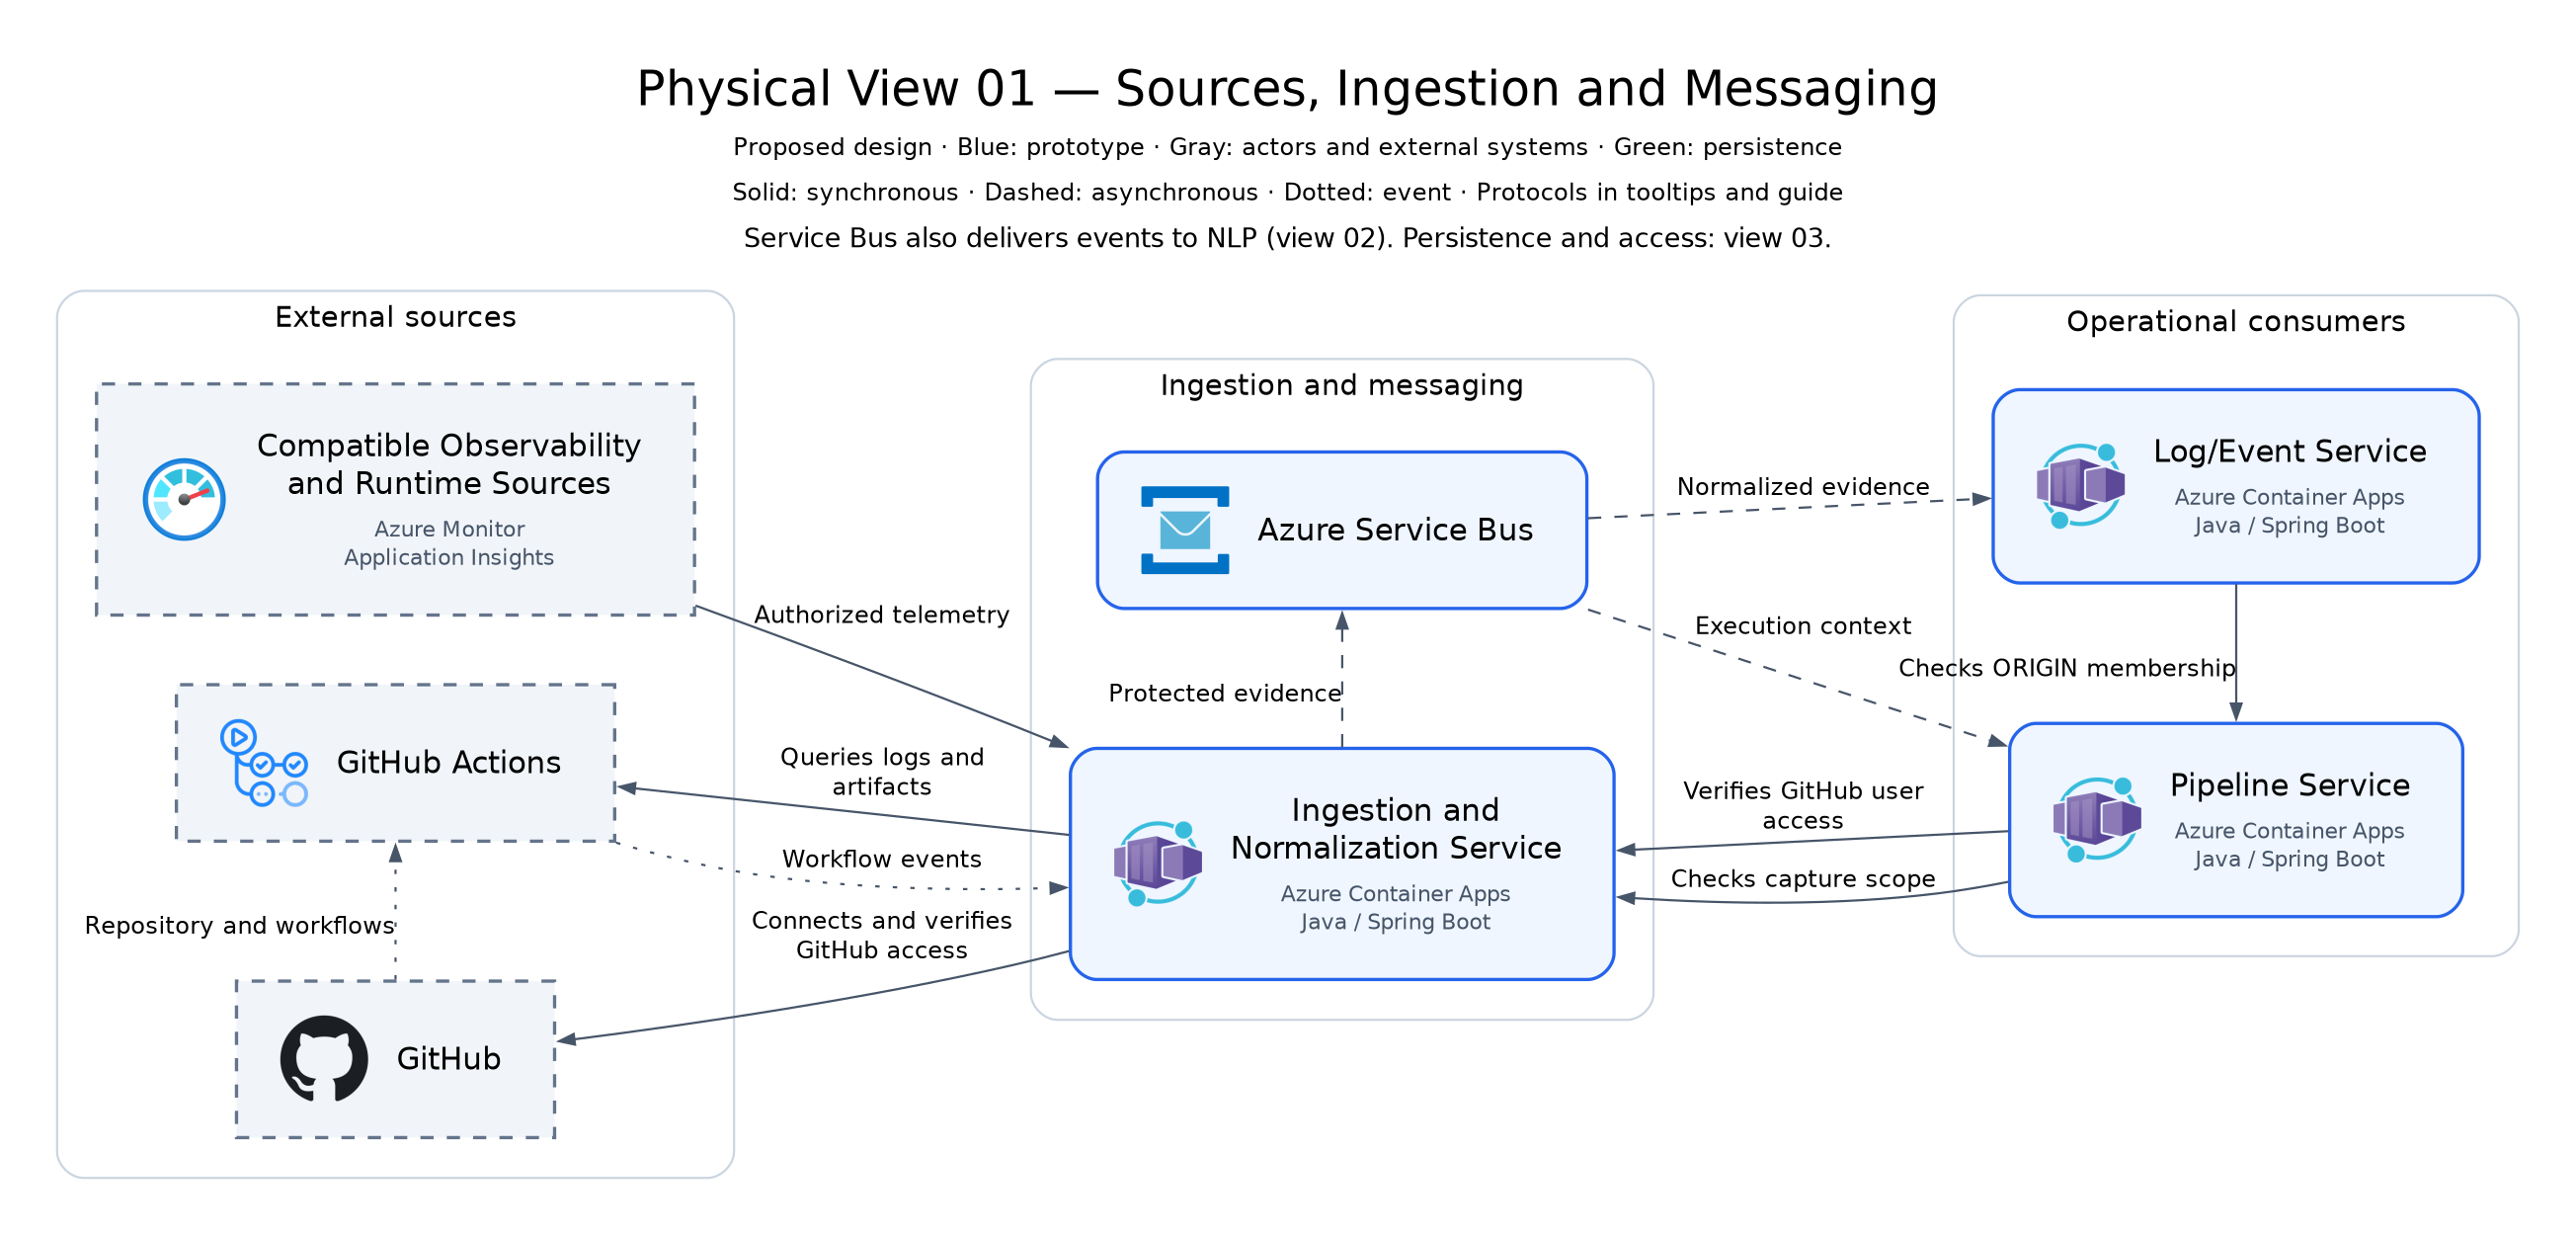 Physical View 01 — Sources, Ingestion and Messaging
Proposed design · Blue: prototype · Gray: actors and external systems · Green: persistence
Solid: synchronous · Dashed: asynchronous · Dotted: event · Protocols in tooltips and guide
Service Bus also delivers events to NLP (view 02). Persistence and access: view 03.
External sources
Compatible Observability
and Runtime Sources
Azure Monitor
Application Insights
GitHub Actions
Repository and workflows
GitHub
Authorized telemetry
Queries logs and
artifacts
Workflow events
Connects and verifies
GitHub access
Ingestion and messaging
Azure Service Bus
Protected evidence
Ingestion and
Normalization Service
Azure Container Apps
Java / Spring Boot
Normalized evidence
Execution context
Checks ORIGIN membership
Verifies GitHub user
access
Checks capture scope
Operational consumers
Log/Event Service
Azure Container Apps
Java / Spring Boot
Pipeline Service
Azure Container Apps
Java / Spring Boot